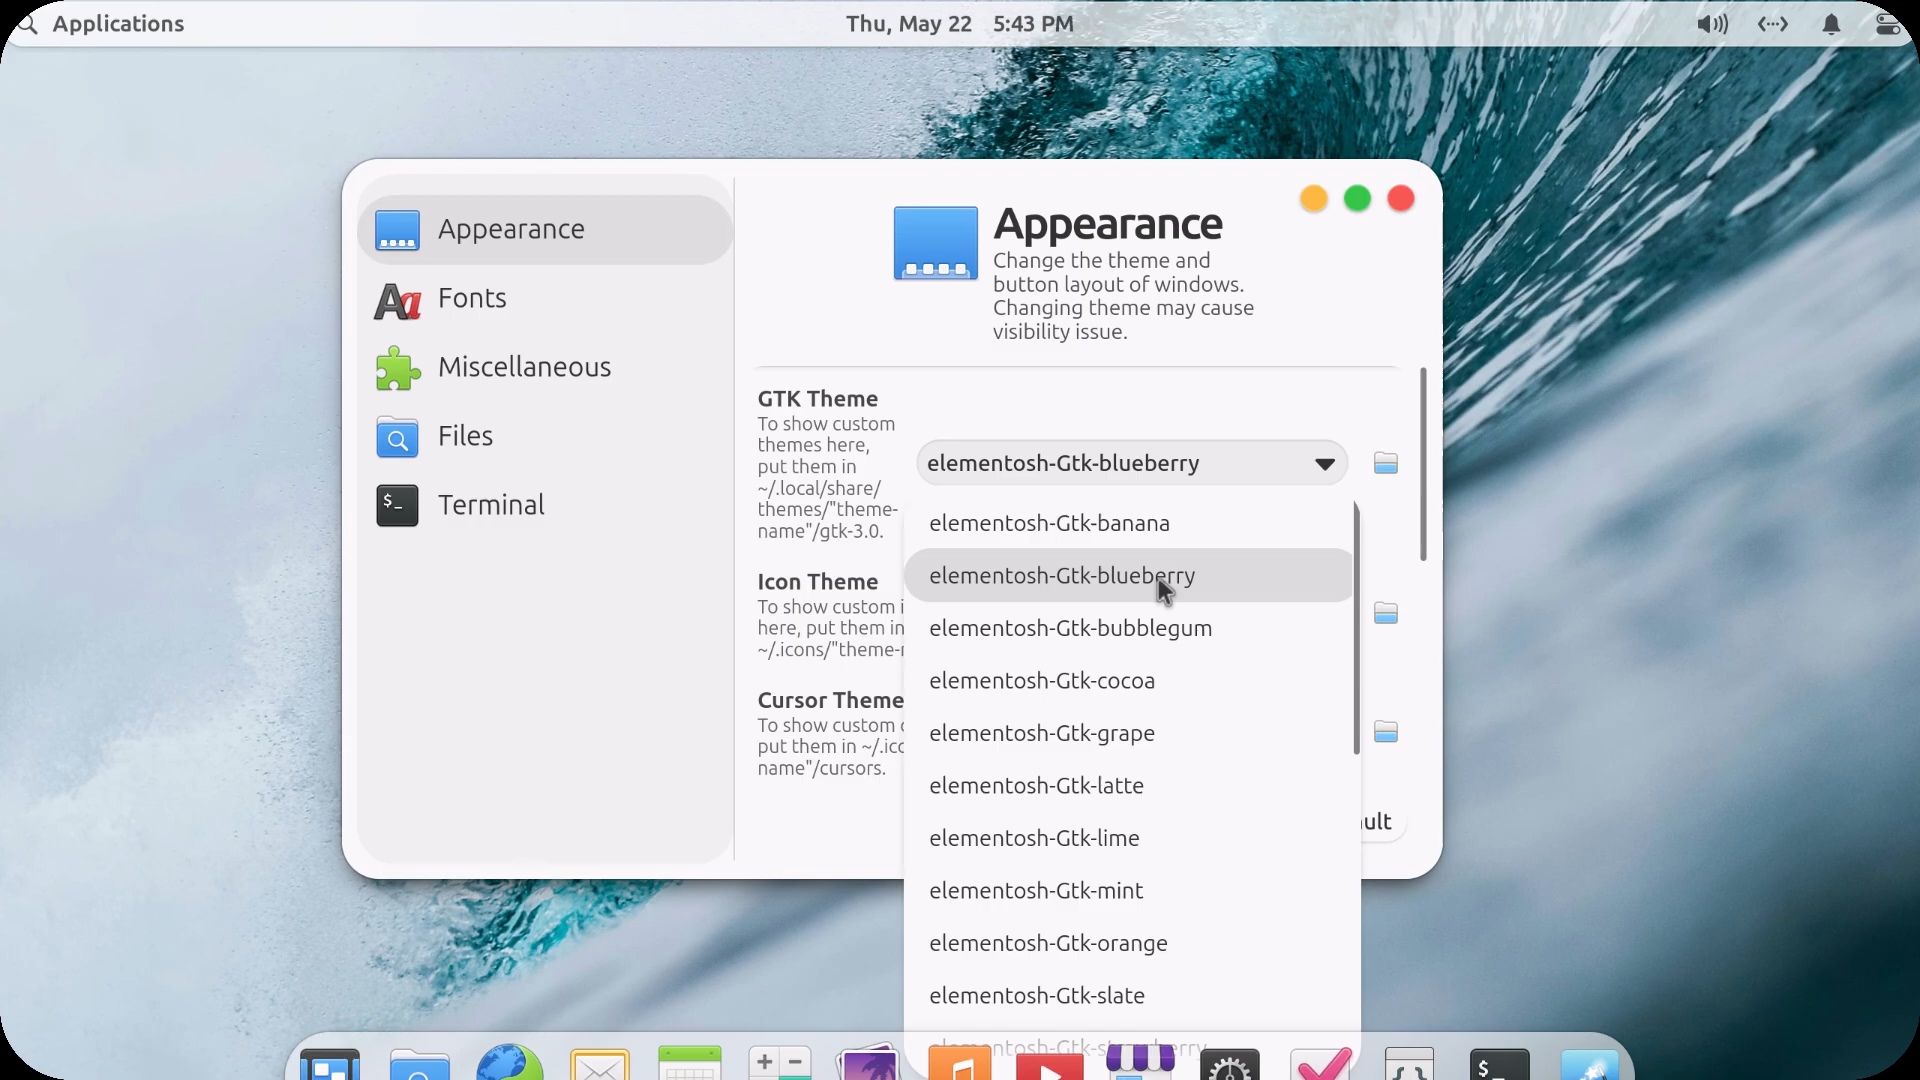 Applications
Thu, May 22 5:43 PM
Appearance
Fonts
Miscellaneous
Files
$_
Terminal
Appearance
Change the theme and
button layout of windows.
Changing theme may cause
visibility issue.
GTK Theme
To show custom
themes here,
put them in
~/.local/share/
themes/"theme-
name"/gtk-3.0.
elementosh-Gtk-blueberry
Icon Theme
To show custom i
here, put them in
~/.icons/"theme-
Cursor Theme
To show custom
put them in ~/.ic
name"/cursors.
elementosh-Gtk-banana
elementosh-Gtk-blueberry
elementosh-Gtk-bubblegum
elementosh-Gtk-cocoa
elementosh-Gtk-grape
elementosh-Gtk-latte
elementosh-Gtk-lime
elementosh-Gtk-mint
elementosh-Gtk-orange
elementosh-Gtk-slate
elementosh-Gtk-strawberry
ult
$_